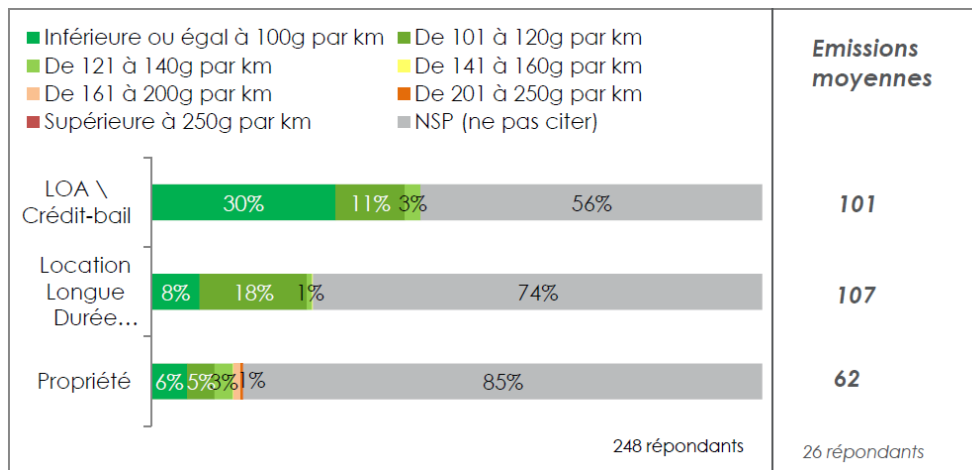 Inférieure ou égal à 100g par km
De 101 à 120g par km
De 121 à 140g par km
De 141 à 160g par km
De 161 à 200g par km
De 201 à 250g par km
Supérieure à 250g par km
NSP (ne pas citer)
Emissions
moyennes
LOA \
Crédit-bail
30%
11%
3%
56%
101
Location
Longue
Durée…
8%
18%
1%
74%
107
Propriété
6%
5%
3%
1%
85%
62
248 répondants
26 répondants